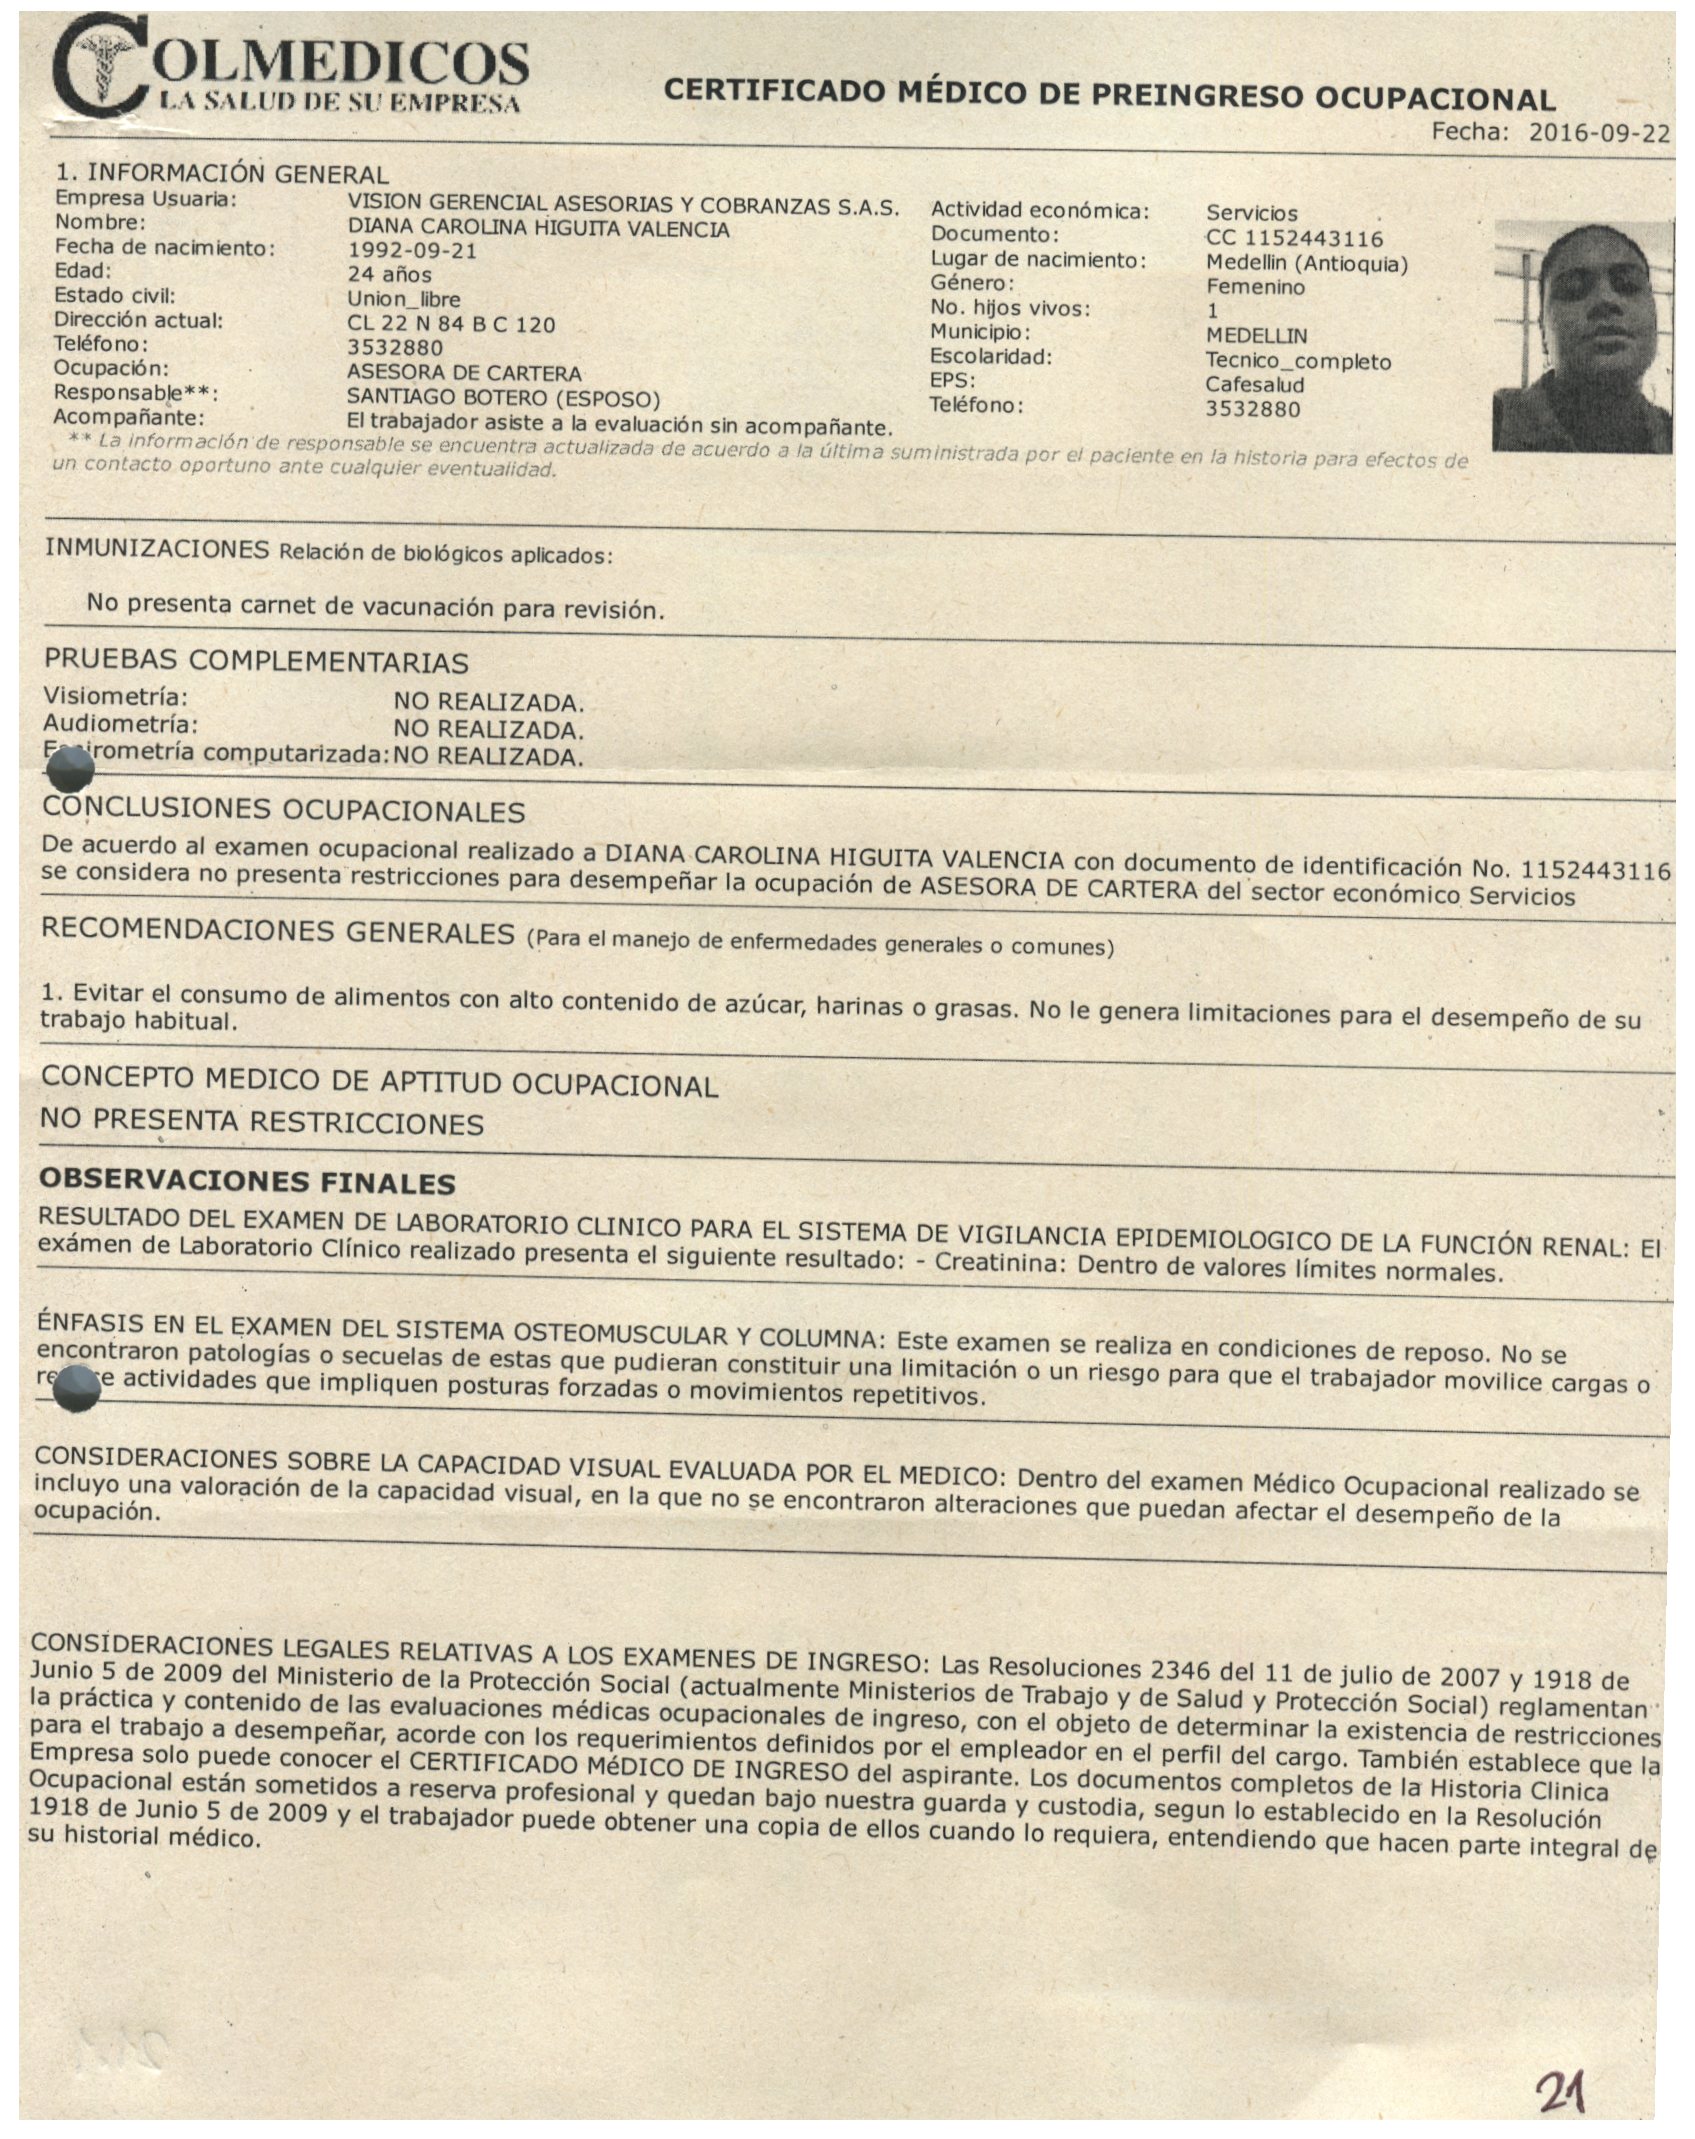 COLMEDICOS
LA SALUD DE SU EMPRESA
CERTIFICADO MÉDICO DE PREINGRESO OCUPACIONAL
Fecha: 2016-09-22
1. INFORMACIÓN GENERAL
Empresa Usuaria: VISION GERENCIAL ASESORIAS Y COBRANZAS S.A.S. Actividad económica: Servicios
Nombre: DIANA CAROLINA HIGUITA VALENCIA Documento: CC 1152443116
Fecha de nacimiento: 1992-09-21 Lugar de nacimiento: Medellin (Antioquia)
Edad: 24 años Género: Femenino
Estado civil: Union_libre No. hijos vivos: 1
Dirección actual: CL 22 N 84 B C 120 Municipio: MEDELLIN
Teléfono: 3532880 Escolaridad: Tecnico_completo
Ocupación: ASESORA DE CARTERA EPS: Cafesalud
Responsable**: SANTIAGO BOTERO (ESPOSO) Teléfono: 3532880
Acompañante: El trabajador asiste a la evaluación sin acompañante.
** La información de responsable se encuentra actualizada de acuerdo a la última suministrada por el paciente en la historia para efectos de
un contacto oportuno ante cualquier eventualidad.
INMUNIZACIONES Relación de biológicos aplicados:
No presenta carnet de vacunación para revisión.
PRUEBAS COMPLEMENTARIAS
Visiometría: NO REALIZADA.
Audiometría: NO REALIZADA.
Espirometría computarizada: NO REALIZADA.
CONCLUSIONES OCUPACIONALES
De acuerdo al examen ocupacional realizado a DIANA CAROLINA HIGUITA VALENCIA con documento de identificación No. 1152443116
se considera no presenta restricciones para desempeñar la ocupación de ASESORA DE CARTERA del sector económico Servicios
RECOMENDACIONES GENERALES (Para el manejo de enfermedades generales o comunes)
1. Evitar el consumo de alimentos con alto contenido de azúcar, harinas o grasas. No le genera limitaciones para el desempeño de su
trabajo habitual.
CONCEPTO MEDICO DE APTITUD OCUPACIONAL
NO PRESENTA RESTRICCIONES
OBSERVACIONES FINALES
RESULTADO DEL EXAMEN DE LABORATORIO CLINICO PARA EL SISTEMA DE VIGILANCIA EPIDEMIOLOGICO DE LA FUNCIÓN RENAL: El
exámen de Laboratorio Clínico realizado presenta el siguiente resultado: - Creatinina: Dentro de valores límites normales.
ÉNFASIS EN EL EXAMEN DEL SISTEMA OSTEOMUSCULAR Y COLUMNA: Este examen se realiza en condiciones de reposo. No se
encontraron patologías o secuelas de estas que pudieran constituir una limitación o un riesgo para que el trabajador movilice cargas o
actividades que impliquen posturas forzadas o movimientos repetitivos.
CONSIDERACIONES SOBRE LA CAPACIDAD VISUAL EVALUADA POR EL MEDICO: Dentro del examen Médico Ocupacional realizado se
incluyo una valoración de la capacidad visual, en la que no se encontraron alteraciones que puedan afectar el desempeño de la
ocupación.
CONSIDERACIONES LEGALES RELATIVAS A LOS EXAMENES DE INGRESO: Las Resoluciones 2346 del 11 de julio de 2007 y 1918 de
Junio 5 de 2009 del Ministerio de la Protección Social (actualmente Ministerios de Trabajo y de Salud y Protección Social) reglamentan
la práctica y contenido de las evaluaciones médicas ocupacionales de ingreso, con el objeto de determinar la existencia de restricciones
para el trabajo a desempeñar, acorde con los requerimientos definidos por el empleador en el perfil del cargo. También establece que la
Empresa solo puede conocer el CERTIFICADO MéDICO DE INGRESO del aspirante. Los documentos completos de la Historia Clinica
Ocupacional están sometidos a reserva profesional y quedan bajo nuestra guarda y custodia, segun lo establecido en la Resolución
1918 de Junio 5 de 2009 y el trabajador puede obtener una copia de ellos cuando lo requiera, entendiendo que hacen parte integral de
su historial médico.
21